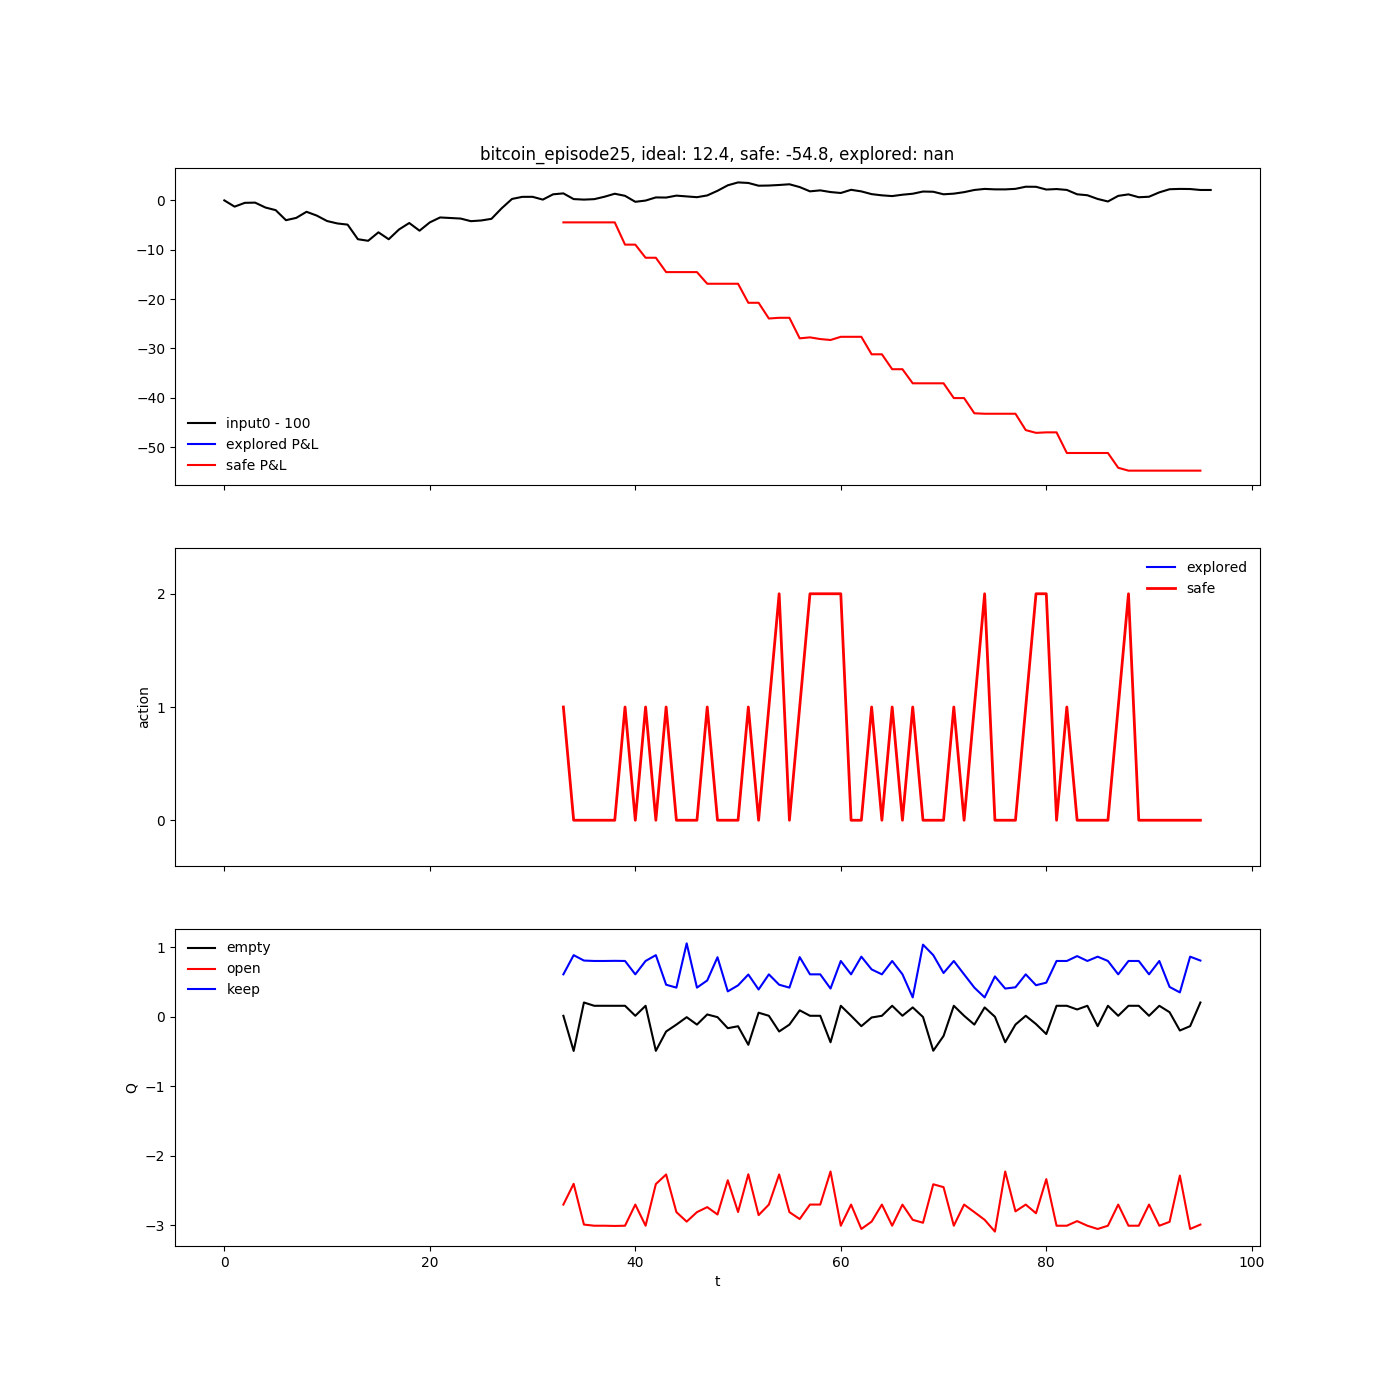 bitcoin_episode25, ideal: 12.4, safe: -54.8, explored: nan
0
−10
−20
−30
−40
−50
input0 - 100
explored P&L
safe P&L
explored
safe
2
1
0
action
empty
open
keep
1
0
−1
−2
−3
Q
0 20 40 60 80 100
t